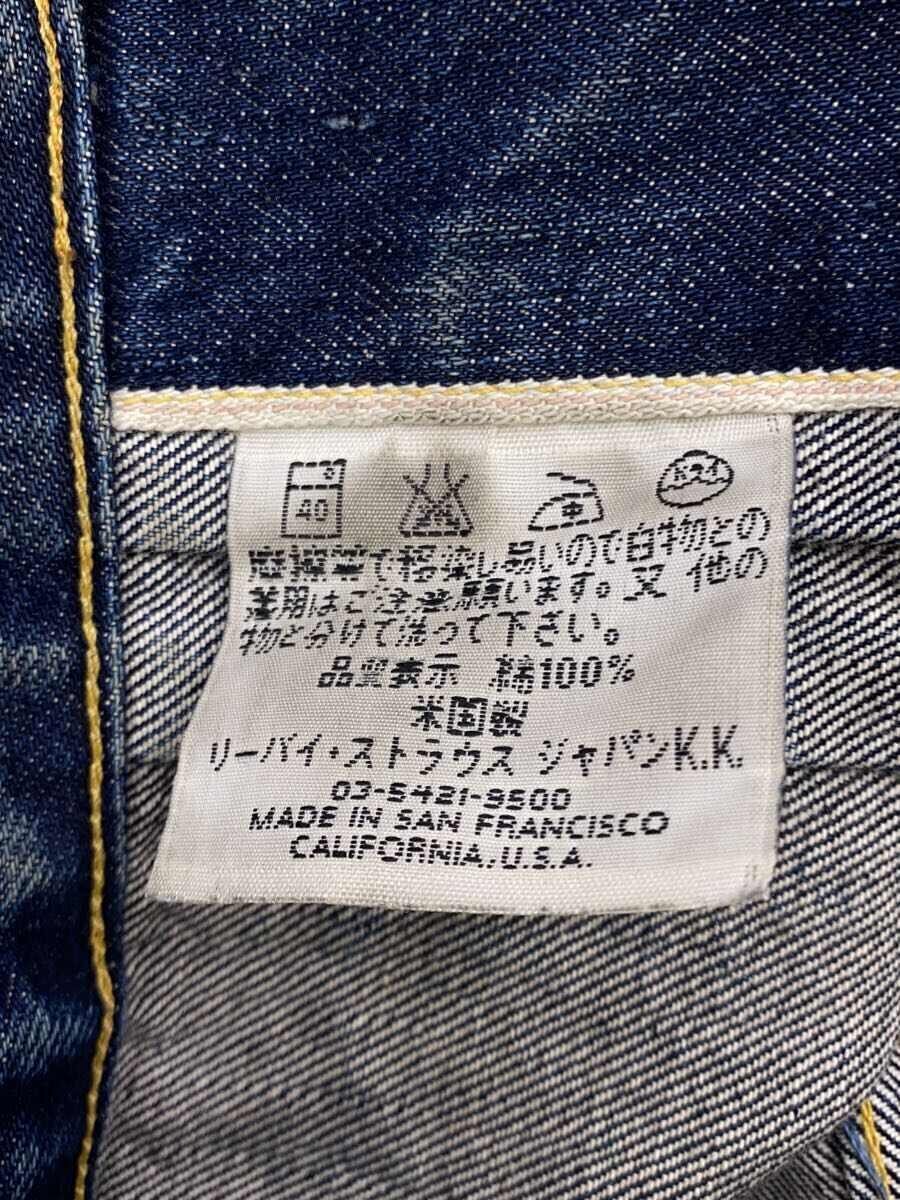 40
摩擦等で移染し易いので白物との
着用はご注意願います。又 他の
物と分けて洗って下さい。
品質表示 綿100%
米国製
リーバイ・ストラウス ジャパンK.K.
03-5421-9500
MADE IN SAN FRANCISCO
CALIFORNIA,U.S.A.